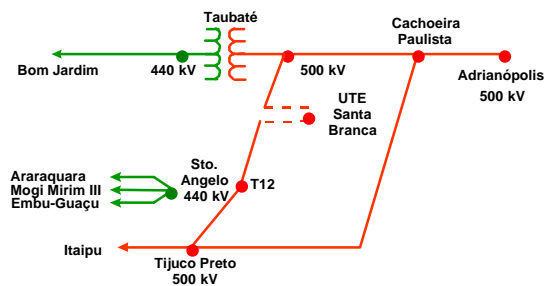 Taubaté
Cachoeira
Paulista
Bom Jardim
440 kV
500 kV
Adrianópolis
500 kV
UTE
Santa
Branca
Araraquara
Mogi Mirim III
Embu-Guaçu
Sto.
Angelo
440 kV
T12
Itaipu
Tijuco Preto
500 kV